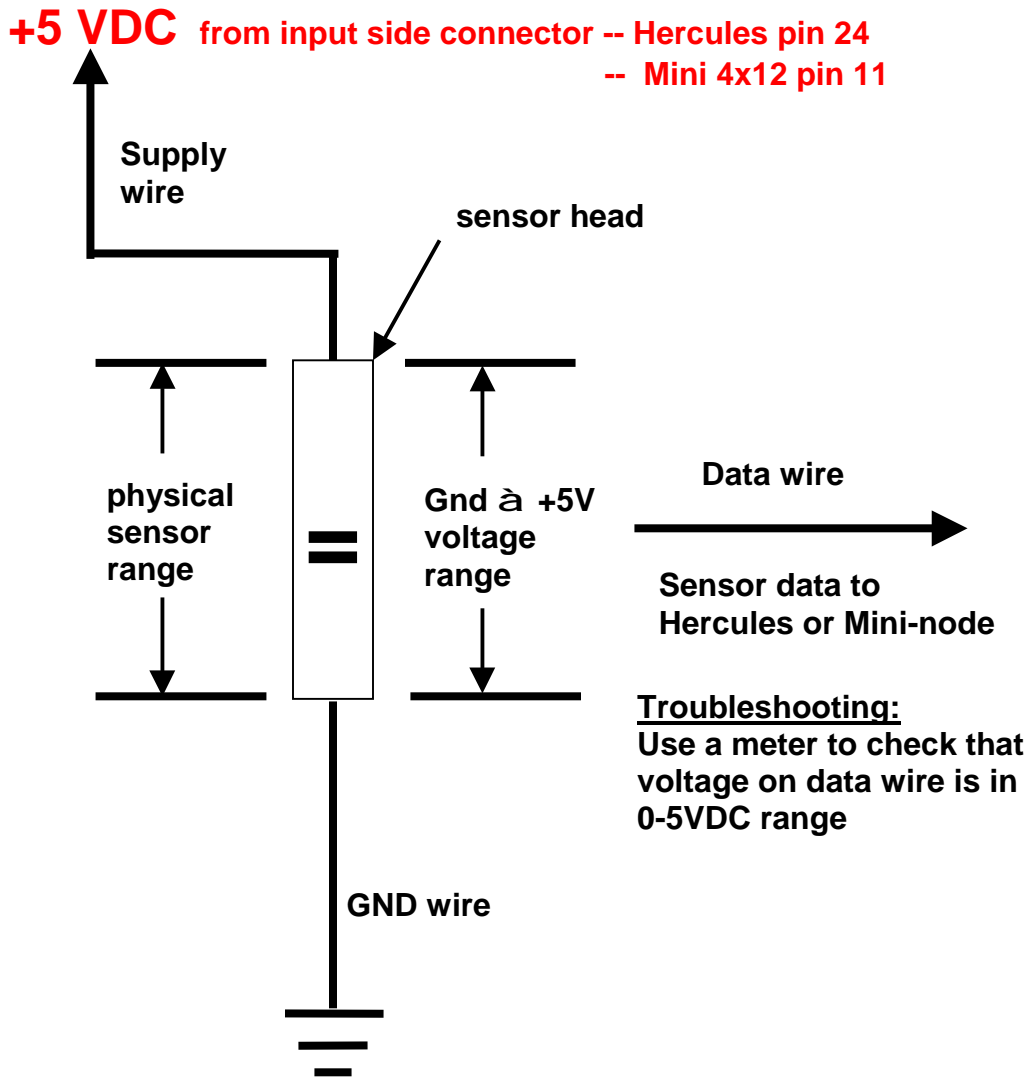 +5 VDC from input side connector -- Hercules pin 24
-- Mini 4x12 pin 11
Supply
wire
sensor head
physical
sensor
range
Gnd à +5V
voltage
range
Data wire
Sensor data to
Hercules or Mini-node
Troubleshooting:
Use a meter to check that
voltage on data wire is in
0-5VDC range
GND wire